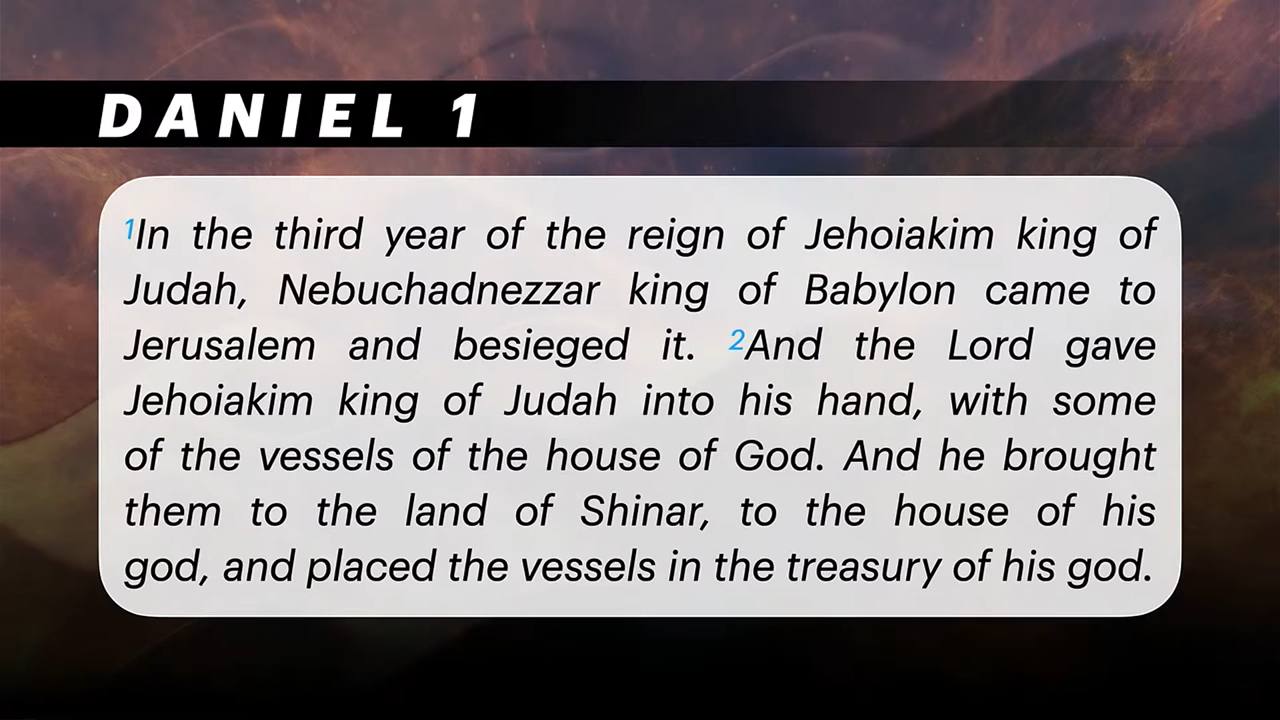 DANIEL 1
1In the third year of the reign of Jehoiakim king of
Judah, Nebuchadnezzar king of Babylon came to
Jerusalem and besieged it. 2And the Lord gave
Jehoiakim king of Judah into his hand, with some
of the vessels of the house of God. And he brought
them to the land of Shinar, to the house of his
god, and placed the vessels in the treasury of his god.